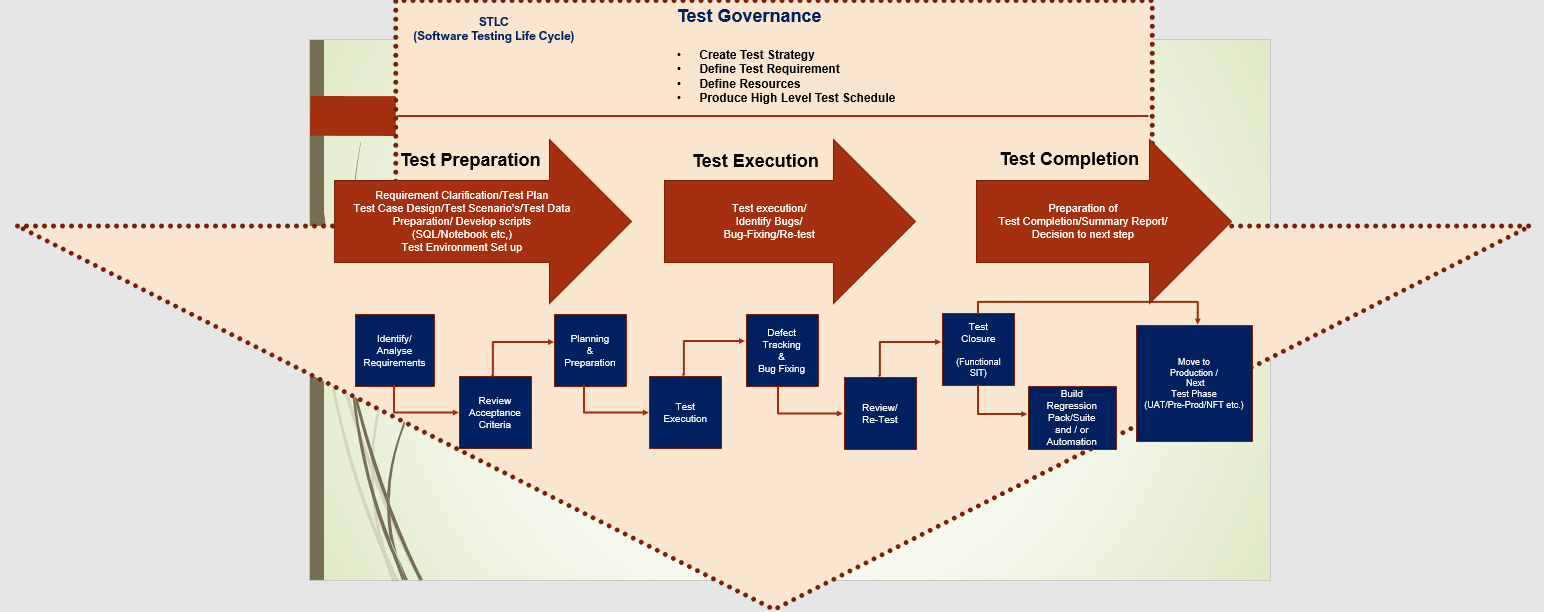 STLC
(Software Testing Life Cycle)
Test Governance
• Create Test Strategy
• Define Test Requirement
• Define Resources
• Produce High Level Test Schedule
Test Preparation
Requirement Clarification/Test Plan
Test Case Design/Test Scenario's/Test Data
Preparation/ Develop scripts
(SQL/Notebook etc,)
Test Environment Set up
Test Execution
Test execution/
Identify Bugs/
Bug-Fixing/Re-test
Test Completion
Preparation of
Test Completion/Summary Report/
Decision to next step
Identify/
Analyse
Requirements
Review
Acceptance
Criteria
Planning
&
Preparation
Test
Execution
Defect
Tracking
&
Bug Fixing
Review/
Re-Test
Test
Closure
(Functional
SIT)
Build
Regression
Pack/Suite
and / or
Automation
Move to
Production /
Next
Test Phase
(UAT/Pre-Prod/NFT etc.)